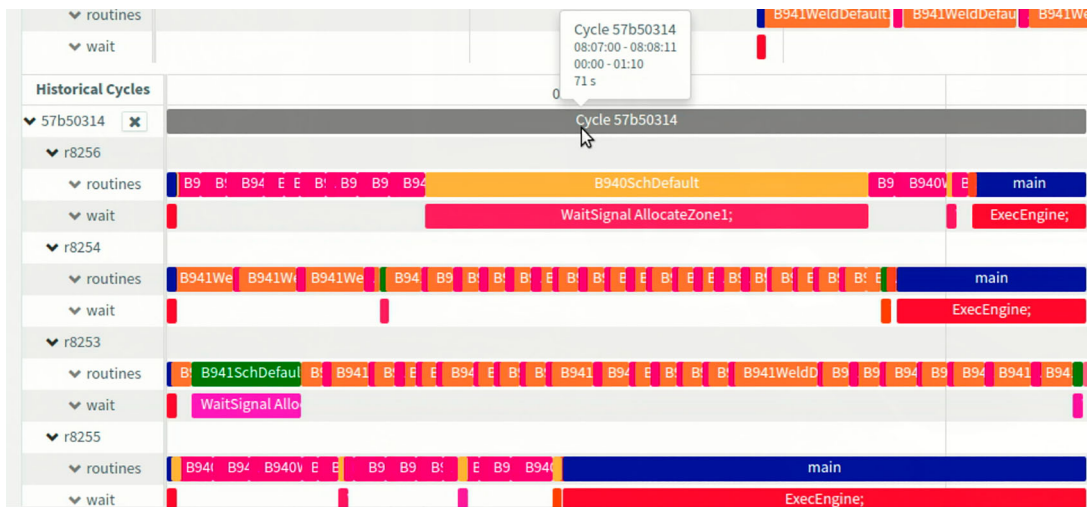 routines B941WeldDefault B941WeldDefau B941We
wait
Cycle 57b50314
08:07:00 - 08:08:11
00:00 - 01:10
71 s
Historical Cycles 0
57b50314 Cycle 57b50314
r8256
routines B9 B! B94 E E B! B9 B9 B94 B940SchDefault B9 B940 B main
wait WaitSignal AllocateZone1; ExecEngine;
r8254
routines B941We B941We B941We B94 main
wait ExecEngine;
r8253
routines B! B941SchDefaul B! B941 B! E B94 E B! B941 B94 E B! B! B941WeldD B9 B9 B94 B9 B94 B941 B94
wait WaitSignal Allo
r8255
routines B940 B94 B940 B E B9 B9 B! E B9 B940 main
wait ExecEngine;